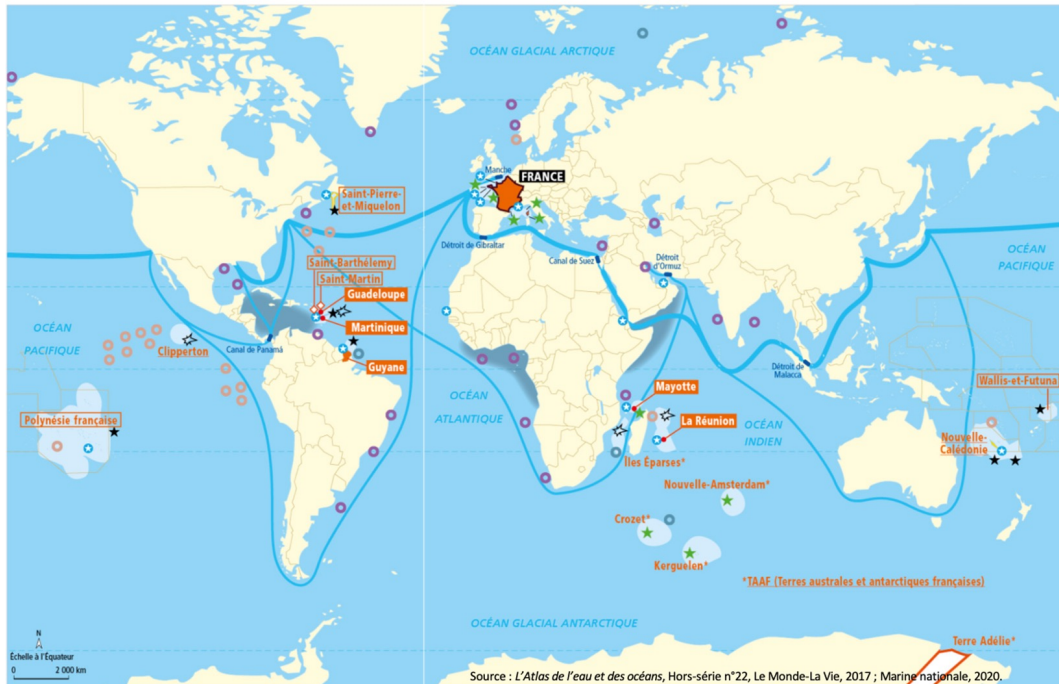 OCÉAN GLACIAL ARCTIQUE
Manche
FRANCE
Saint-Pierre-
et-Miquelon
Détroit de Gibraltar
Canal de Suez
Détroit
d'Ormuz
OCÉAN
PACIFIQUE
Saint-Barthélemy
Saint-Martin
Guadeloupe
Martinique
OCÉAN
PACIFIQUE
Clipperton
Canal de Panamá
Guyane
Détroit de
Malacca
Wallis-et-Futuna
Mayotte
OCÉAN
ATLANTIQUE
Polynésie française
La Réunion
OCÉAN
INDIEN
Nouvelle-
Calédonie
Îles Éparses*
Nouvelle-Amsterdam*
Crozet*
Kerguelen*
*TAAF (Terres australes et antarctiques françaises)
OCÉAN GLACIAL ANTARCTIQUE
Terre Adélie*
N
Échelle à l'Équateur
0 2 000 km
Source : L'Atlas de l'eau et des océans, Hors-série n°22, Le Monde-La Vie, 2017 ; Marine nationale, 2020.